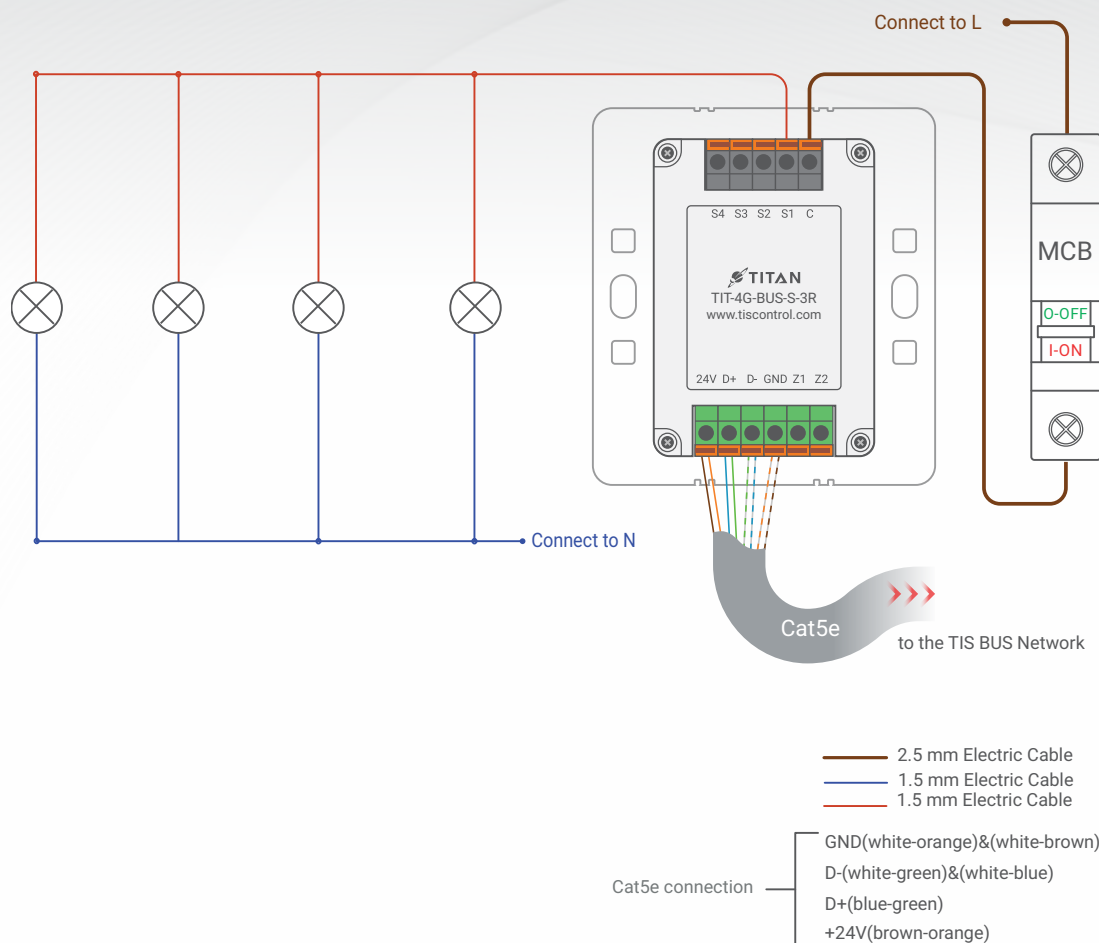 Connect to L
MCB
O-OFF
I-ON
S4 S3 S2 S1 C
TITAN
TIT-4G-BUS-S-3R
www.tiscontrol.com
24V D+ D- GND Z1 Z2
Connect to N
Cat5e
to the TIS BUS Network
2.5 mm Electric Cable
1.5 mm Electric Cable
1.5 mm Electric Cable
Cat5e connection
GND(white-orange)&(white-brown)
D-(white-green)&(white-blue)
D+(blue-green)
+24V(brown-orange)